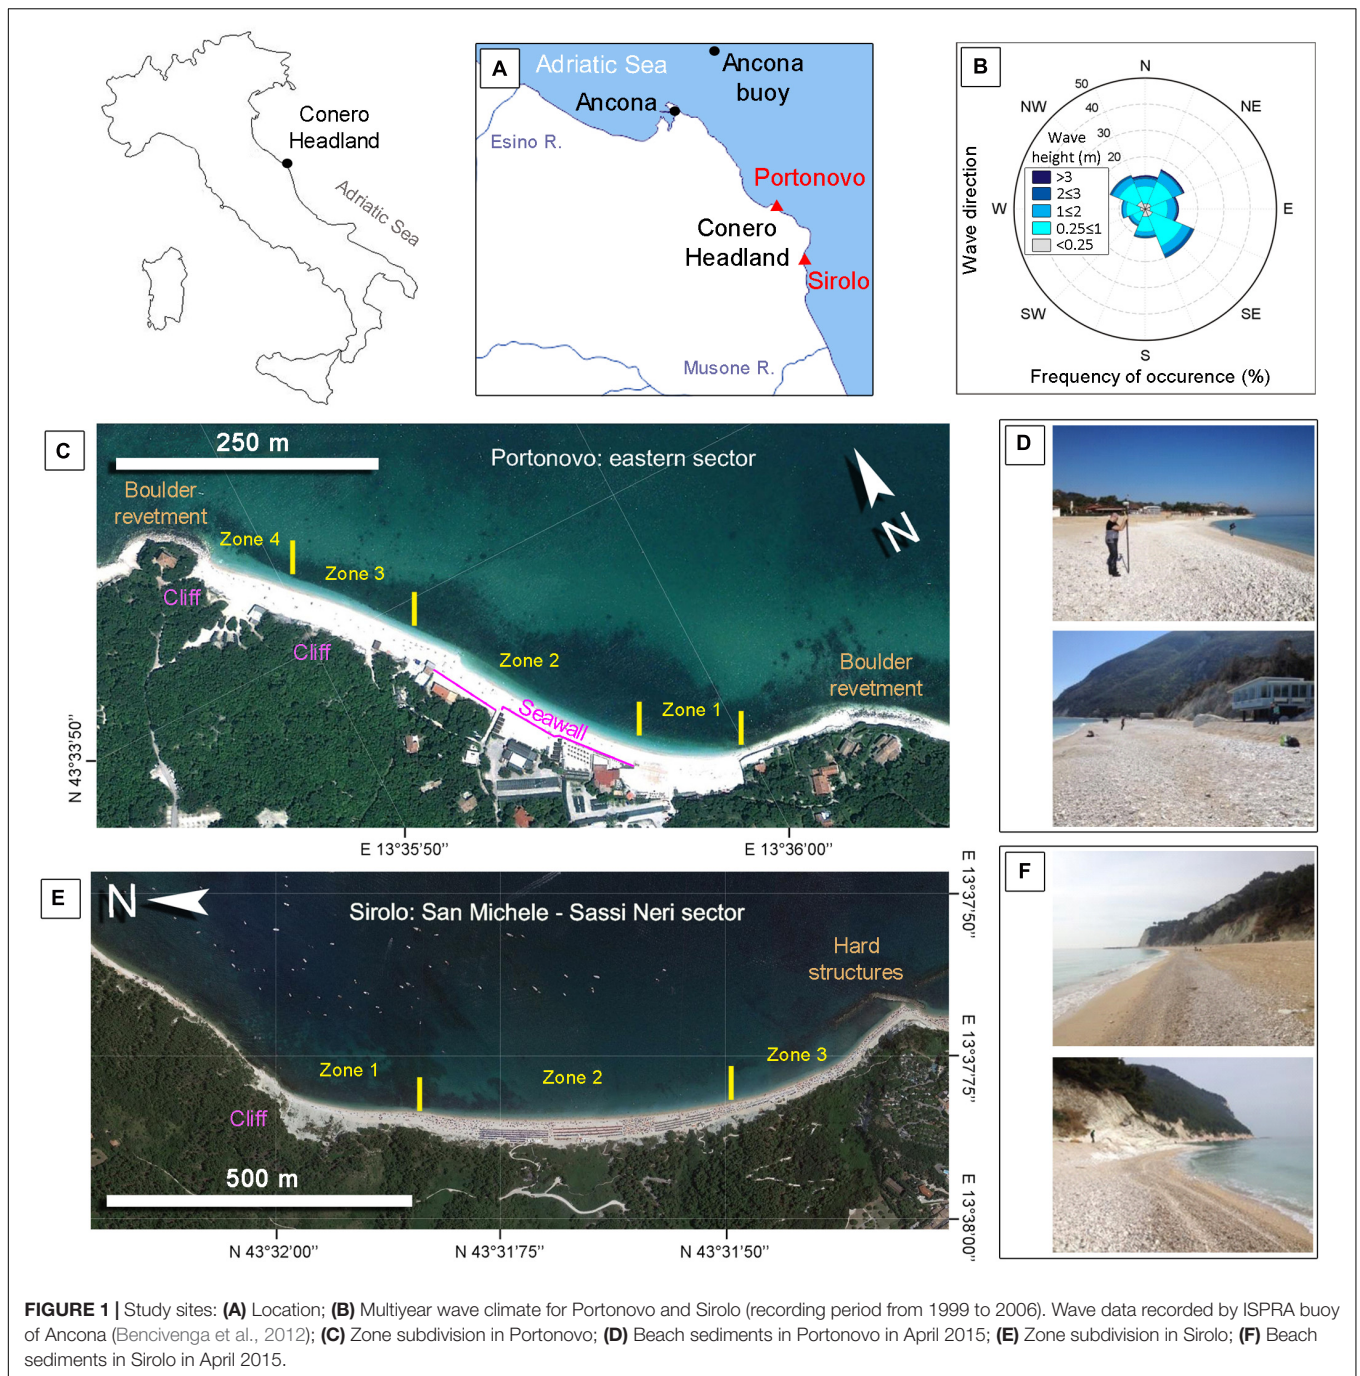 Conero
Headland
Adriatic Sea
A
Adriatic Sea
Ancona
buoy
Ancona
Esino R.
Portonovo
Conero
Headland
Sirolo
Musone R.
B
N
50
40
30
20
NW
NE
Wave
height (m)
>3
2≤3
1≤2
0.25≤1
<0.25
Wave direction
W
E
SW
SE
S
Frequency of occurence (%)
C
250 m
Portonovo: eastern sector
N
Boulder
revetment
Zone 4
Zone 3
Cliff
Cliff
Zone 2
Boulder
revetment
Zone 1
Seawall
N 43°33'50''
E 13°35'50''
E 13°36'00''
D
E
N
Sirolo: San Michele - Sassi Neri sector
Hard
structures
Zone 1
Zone 2
Zone 3
Cliff
500 m
E 13°37'50''
E 13°37'75''
E 13°38'00''
N 43°32'00''
N 43°31'75''
N 43°31'50''
F
FIGURE 1 | Study sites: (A) Location; (B) Multiyear wave climate for Portonovo and Sirolo (recording period from 1999 to 2006). Wave data recorded by ISPRA buoy
of Ancona (Bencivenga et al., 2012); (C) Zone subdivision in Portonovo; (D) Beach sediments in Portonovo in April 2015; (E) Zone subdivision in Sirolo; (F) Beach
sediments in Sirolo in April 2015.